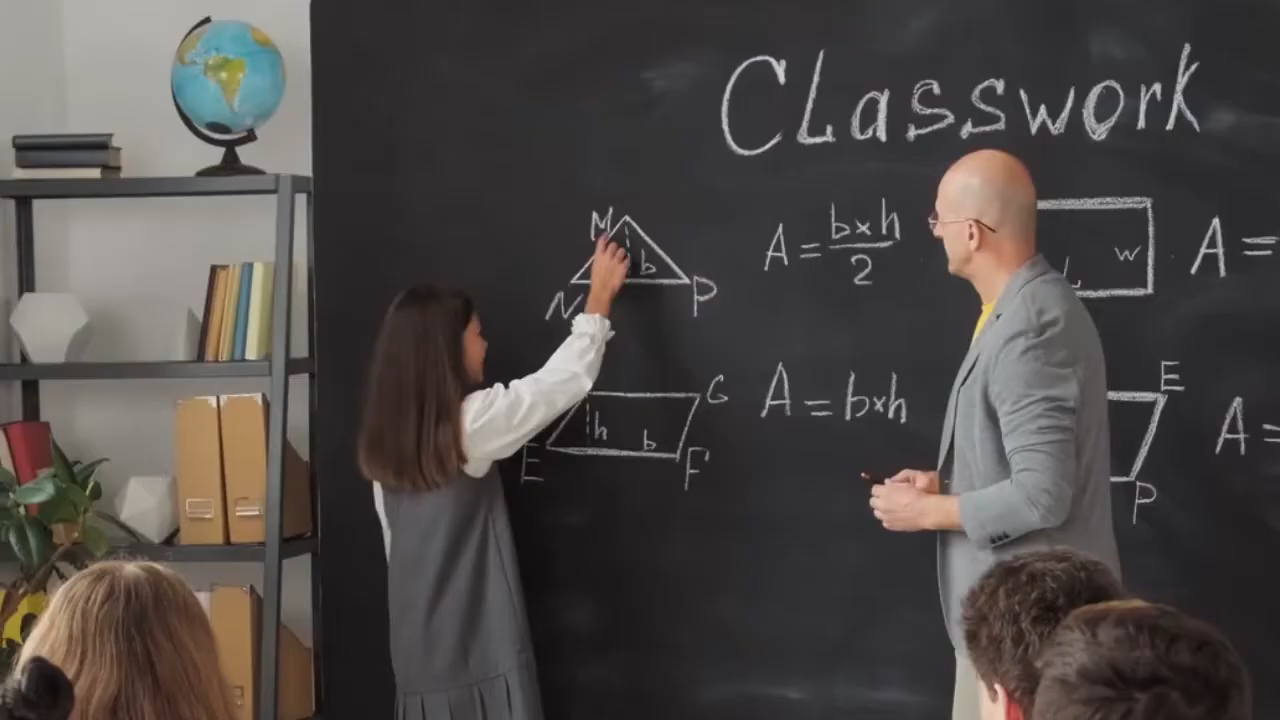 Classwork
M
b
N P
A = b×h / 2
w
A =
G
h b
E F
A = b×h
E
P
A =